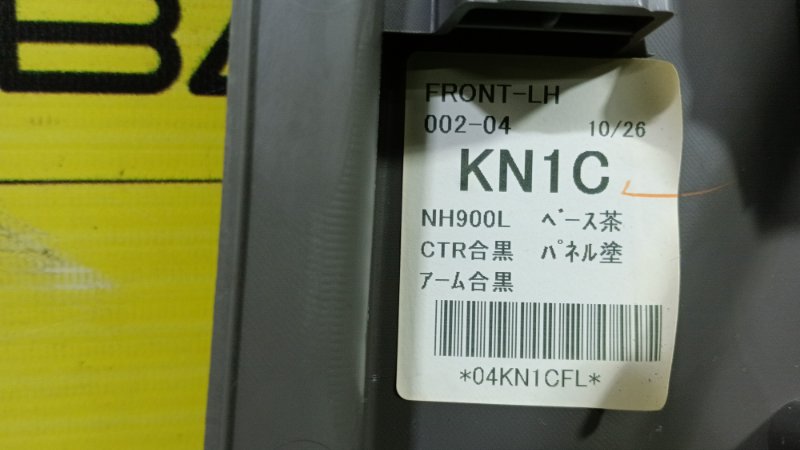 FRONT-LH
002-04 10/26
KN1C
NH900L ﾍﾞｰｽ茶
CTR合黒 ﾊﾟﾈﾙ塗
ｱｰﾑ合黒
*04KN1CFL*